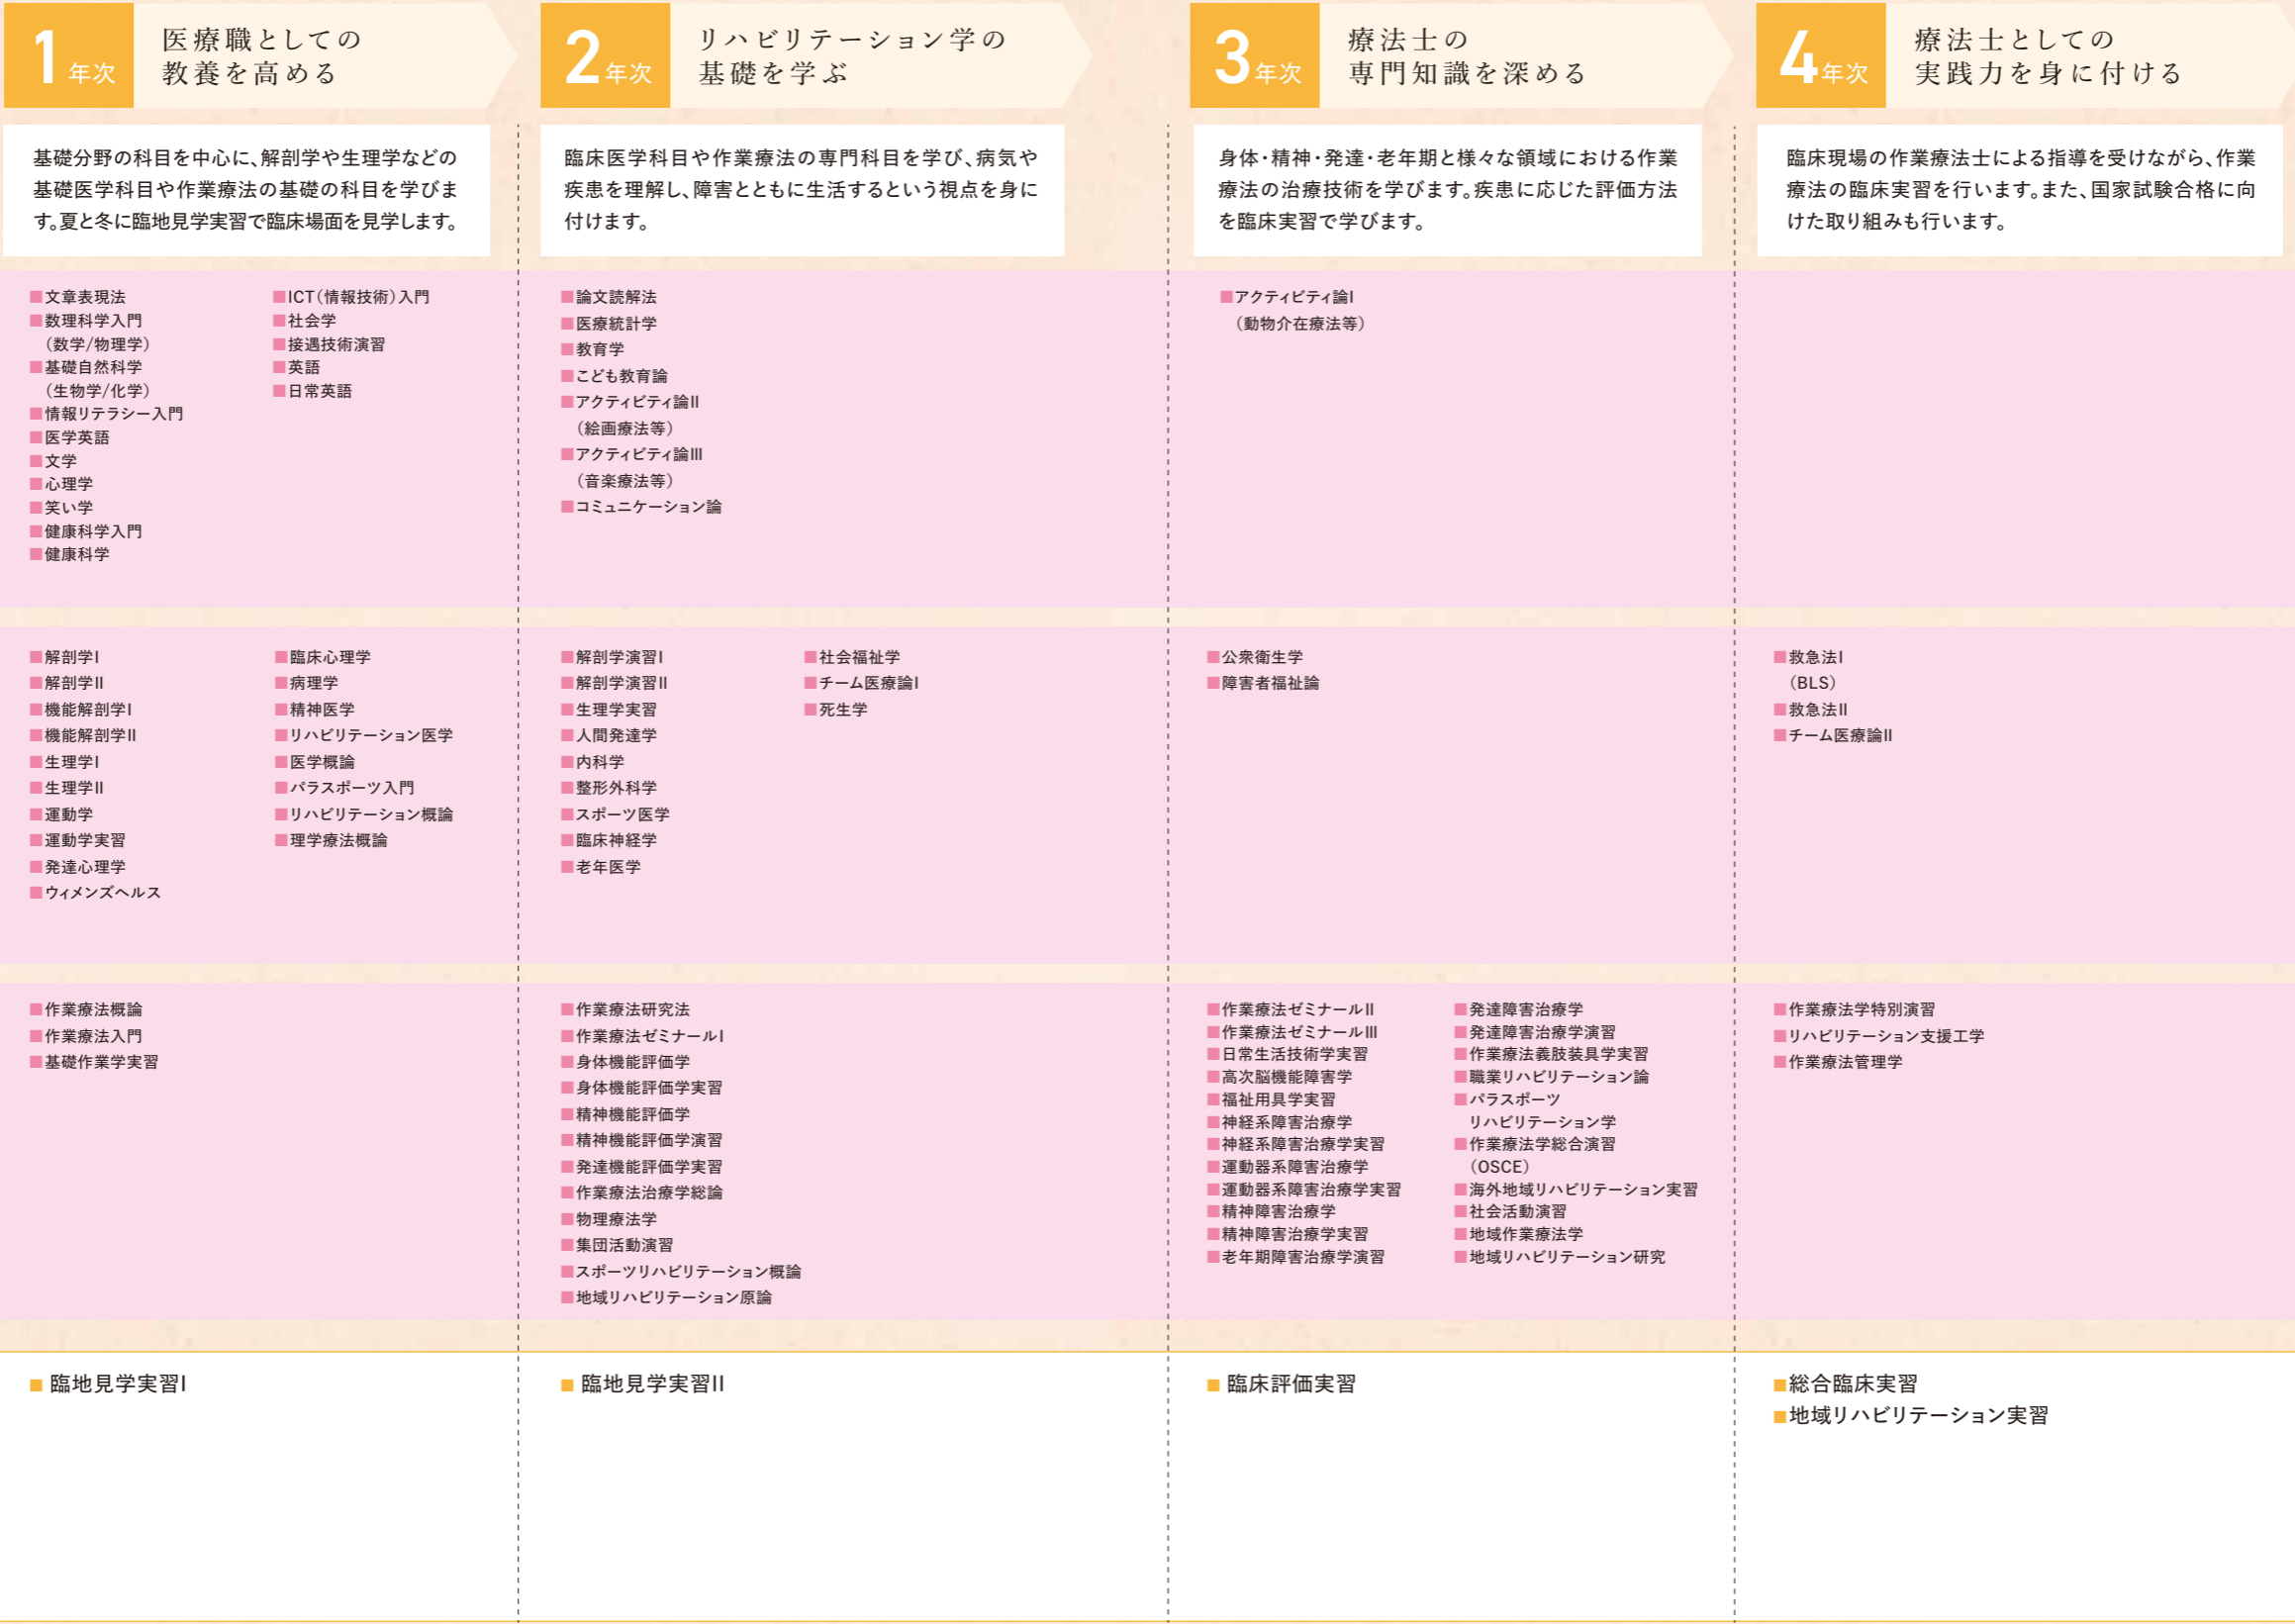 1年次
医療職としての
教養を高める
2年次
リハビリテーション学の
基礎を学ぶ
3年次
療法士の
専門知識を深める
4年次
療法士としての
実践力を身に付ける
基礎分野の科目を中心に、解剖学や生理学などの
基礎医学科目や作業療法の基礎の科目を学びま
す。夏と冬に臨地見学実習で臨床場面を見学します。
臨床医学科目や作業療法の専門科目を学び、病気や
疾患を理解し、障害とともに生活するという視点を身に
付けます。
身体・精神・発達・老年期と様々な領域における作業
療法の治療技術を学びます。疾患に応じた評価方法
を臨床実習で学びます。
臨床現場の作業療法士による指導を受けながら、作業
療法の臨床実習を行います。また、国家試験合格に向
けた取り組みも行います。
■文章表現法
■数理科学入門
（数学/物理学）
■基礎自然科学
（生物学/化学）
■情報リテラシー入門
■医学英語
■文学
■心理学
■笑い学
■健康科学入門
■健康科学
■ICT（情報技術）入門
■社会学
■接遇技術演習
■英語
■日常英語
■論文読解法
■医療統計学
■教育学
■こども教育論
■アクティビティ論II
（絵画療法等）
■アクティビティ論III
（音楽療法等）
■コミュニケーション論
■アクティビティ論I
（動物介在療法等）
■解剖学I
■解剖学II
■機能解剖学I
■機能解剖学II
■生理学I
■生理学II
■運動学
■運動学実習
■発達心理学
■ウィメンズヘルス
■臨床心理学
■病理学
■精神医学
■リハビリテーション医学
■医学概論
■パラスポーツ入門
■リハビリテーション概論
■理学療法概論
■解剖学演習I
■解剖学演習II
■生理学実習
■人間発達学
■内科学
■整形外科学
■スポーツ医学
■臨床神経学
■老年医学
■社会福祉学
■チーム医療論I
■死生学
■公衆衛生学
■障害者福祉論
■救急法I
（BLS）
■救急法II
■チーム医療論II
■作業療法概論
■作業療法入門
■基礎作業学実習
■作業療法研究法
■作業療法ゼミナールI
■身体機能評価学
■身体機能評価学実習
■精神機能評価学
■精神機能評価学演習
■発達機能評価学実習
■作業療法治療学総論
■物理療法学
■集団活動演習
■スポーツリハビリテーション概論
■地域リハビリテーション原論
■作業療法ゼミナールII
■作業療法ゼミナールIII
■日常生活技術学実習
■高次脳機能障害学
■福祉用具学実習
■神経系障害治療学
■神経系障害治療学実習
■運動器系障害治療学
■運動器系障害治療学実習
■精神障害治療学
■精神障害治療学実習
■老年期障害治療学演習
■発達障害治療学
■発達障害治療学演習
■作業療法義肢装具学実習
■職業リハビリテーション論
■パラスポーツ
リハビリテーション学
■作業療法学総合演習
（OSCE）
■海外地域リハビリテーション実習
■社会活動演習
■地域作業療法学
■地域リハビリテーション研究
■作業療法学特別演習
■リハビリテーション支援工学
■作業療法管理学
■ 臨地見学実習I
■ 臨地見学実習II
■ 臨床評価実習
■総合臨床実習
■地域リハビリテーション実習